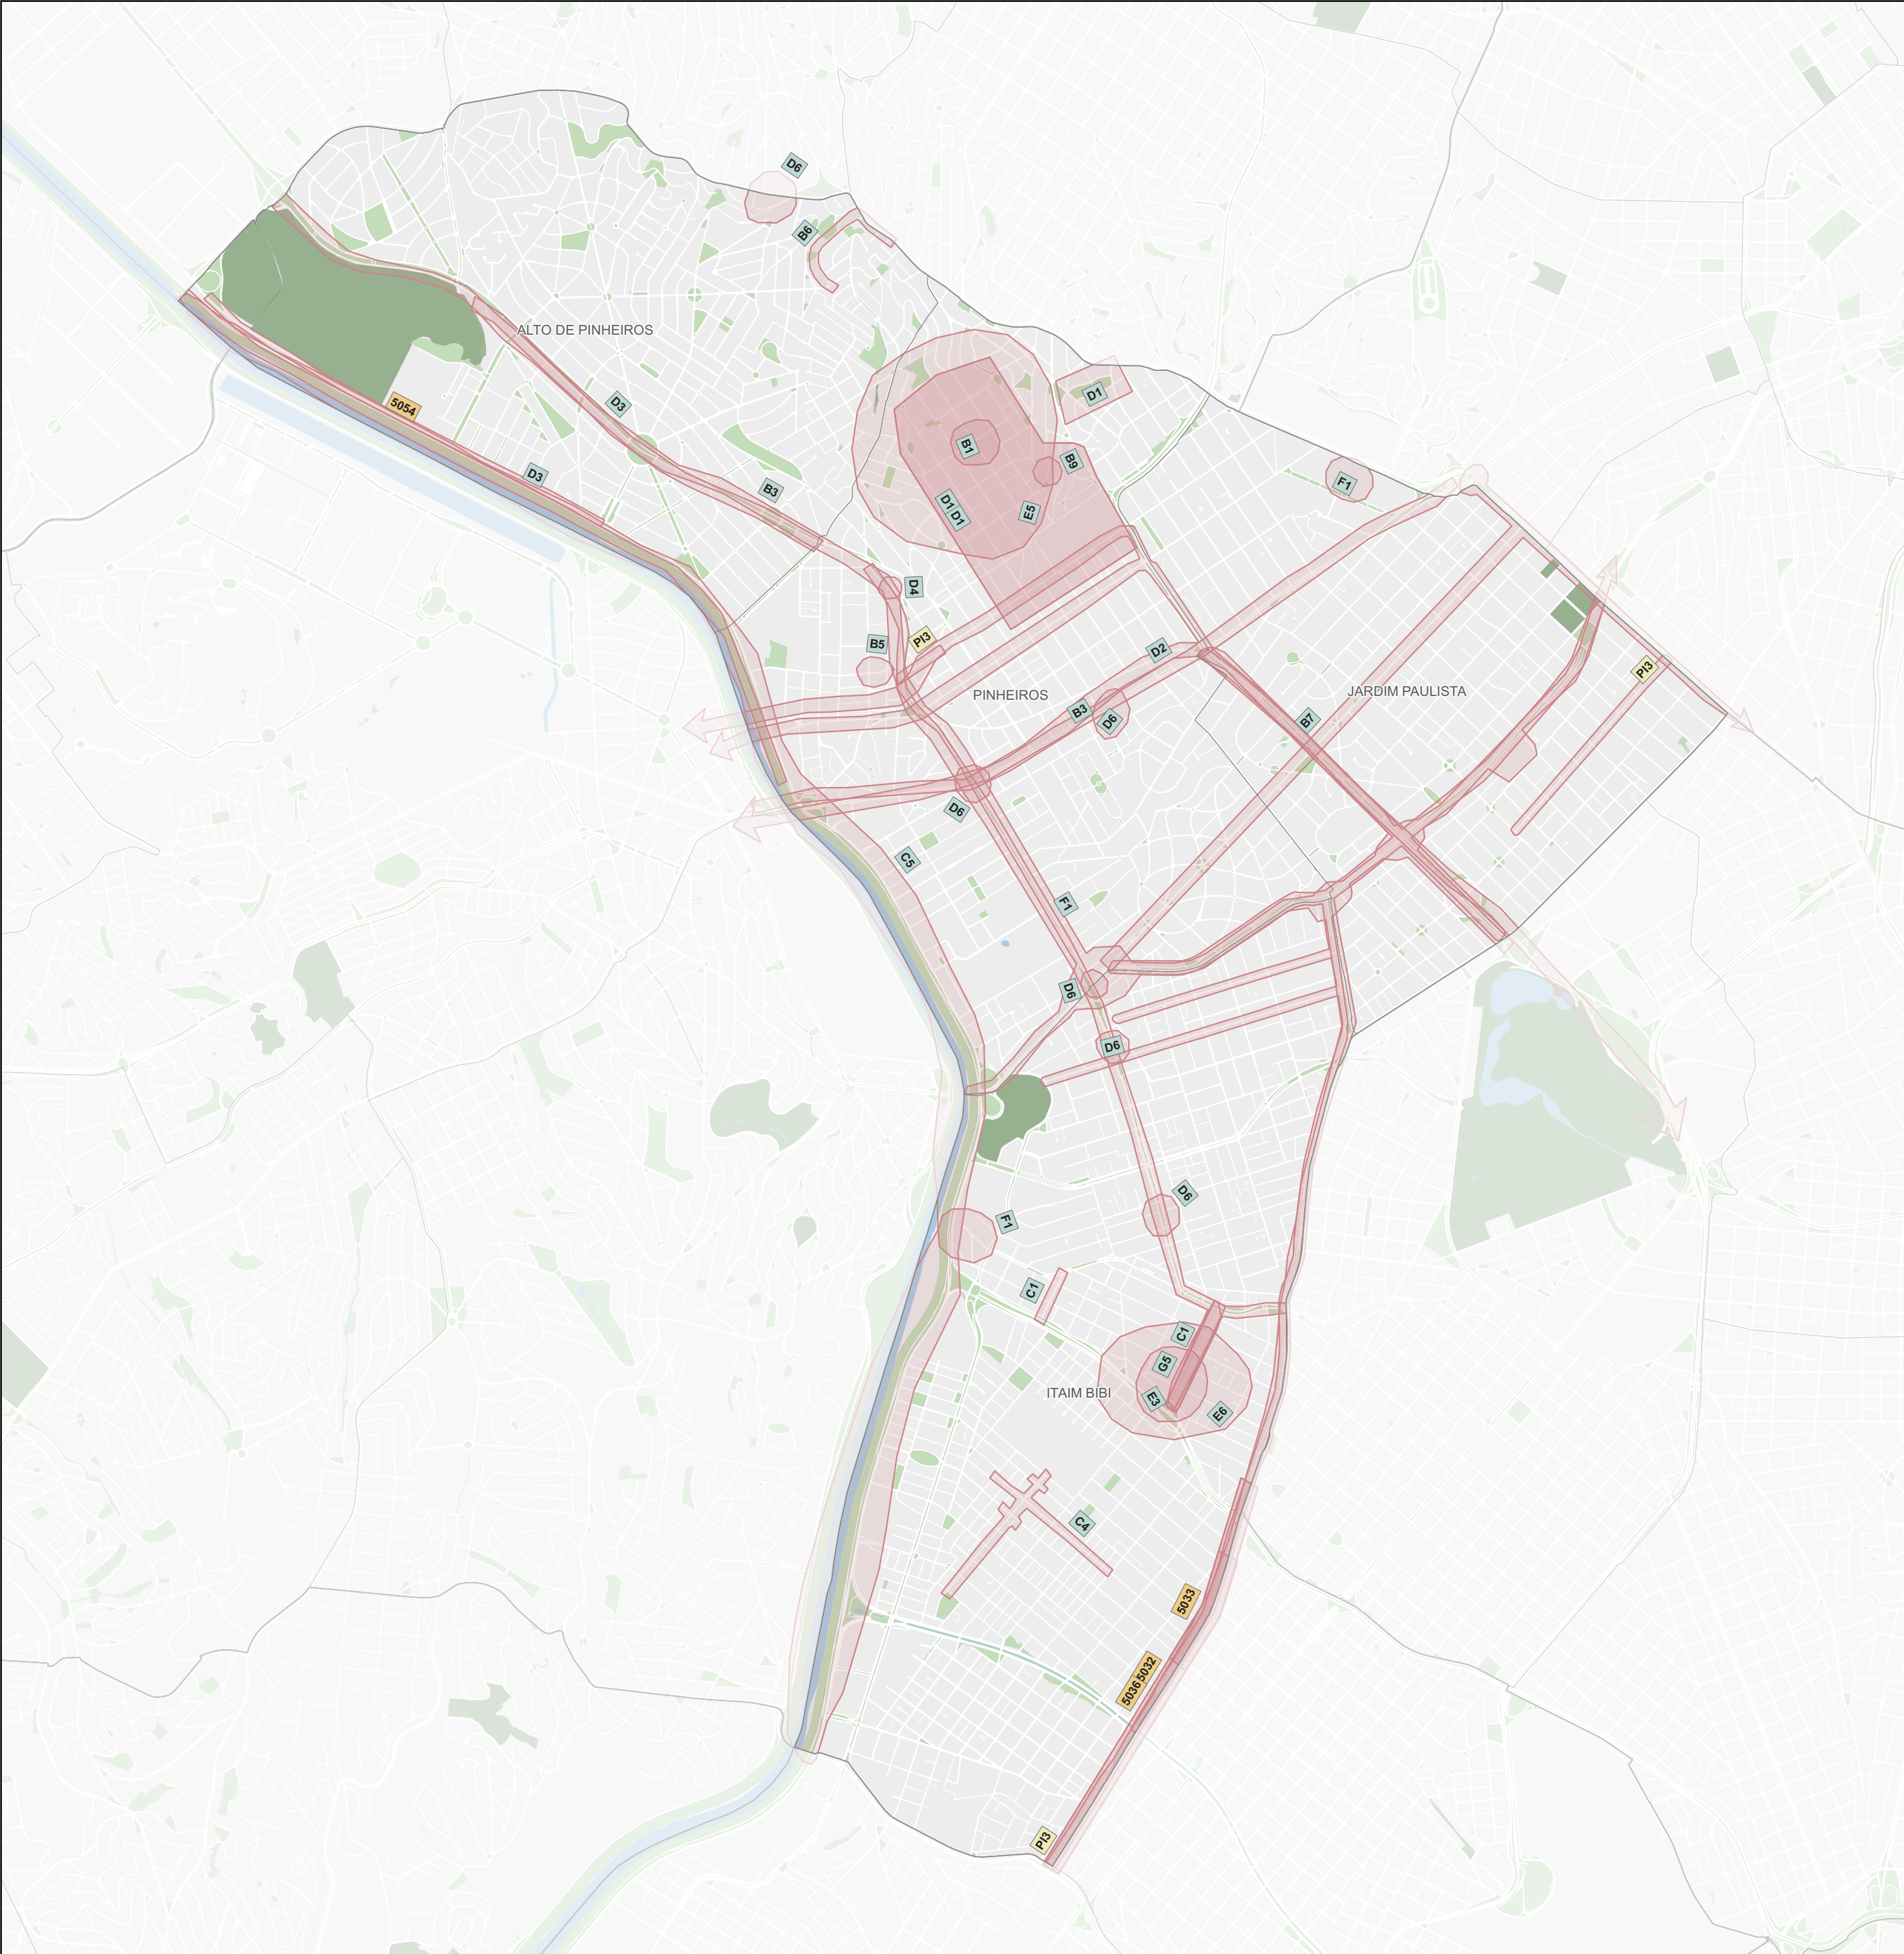 D6
B6
ALTO DE PINHEIROS
D1
5054
D3
B1
B9
D3
F1
B3
D1
D1
E5
D4
B5
PI3
D2
PI3
PINHEIROS
JARDIM PAULISTA
B3
D6
B7
D6
C5
F1
D6
D6
D6
F1
C1
C1
G5
E3
ITAIM BIBI
E6
C4
5033
5032
5036
PI3